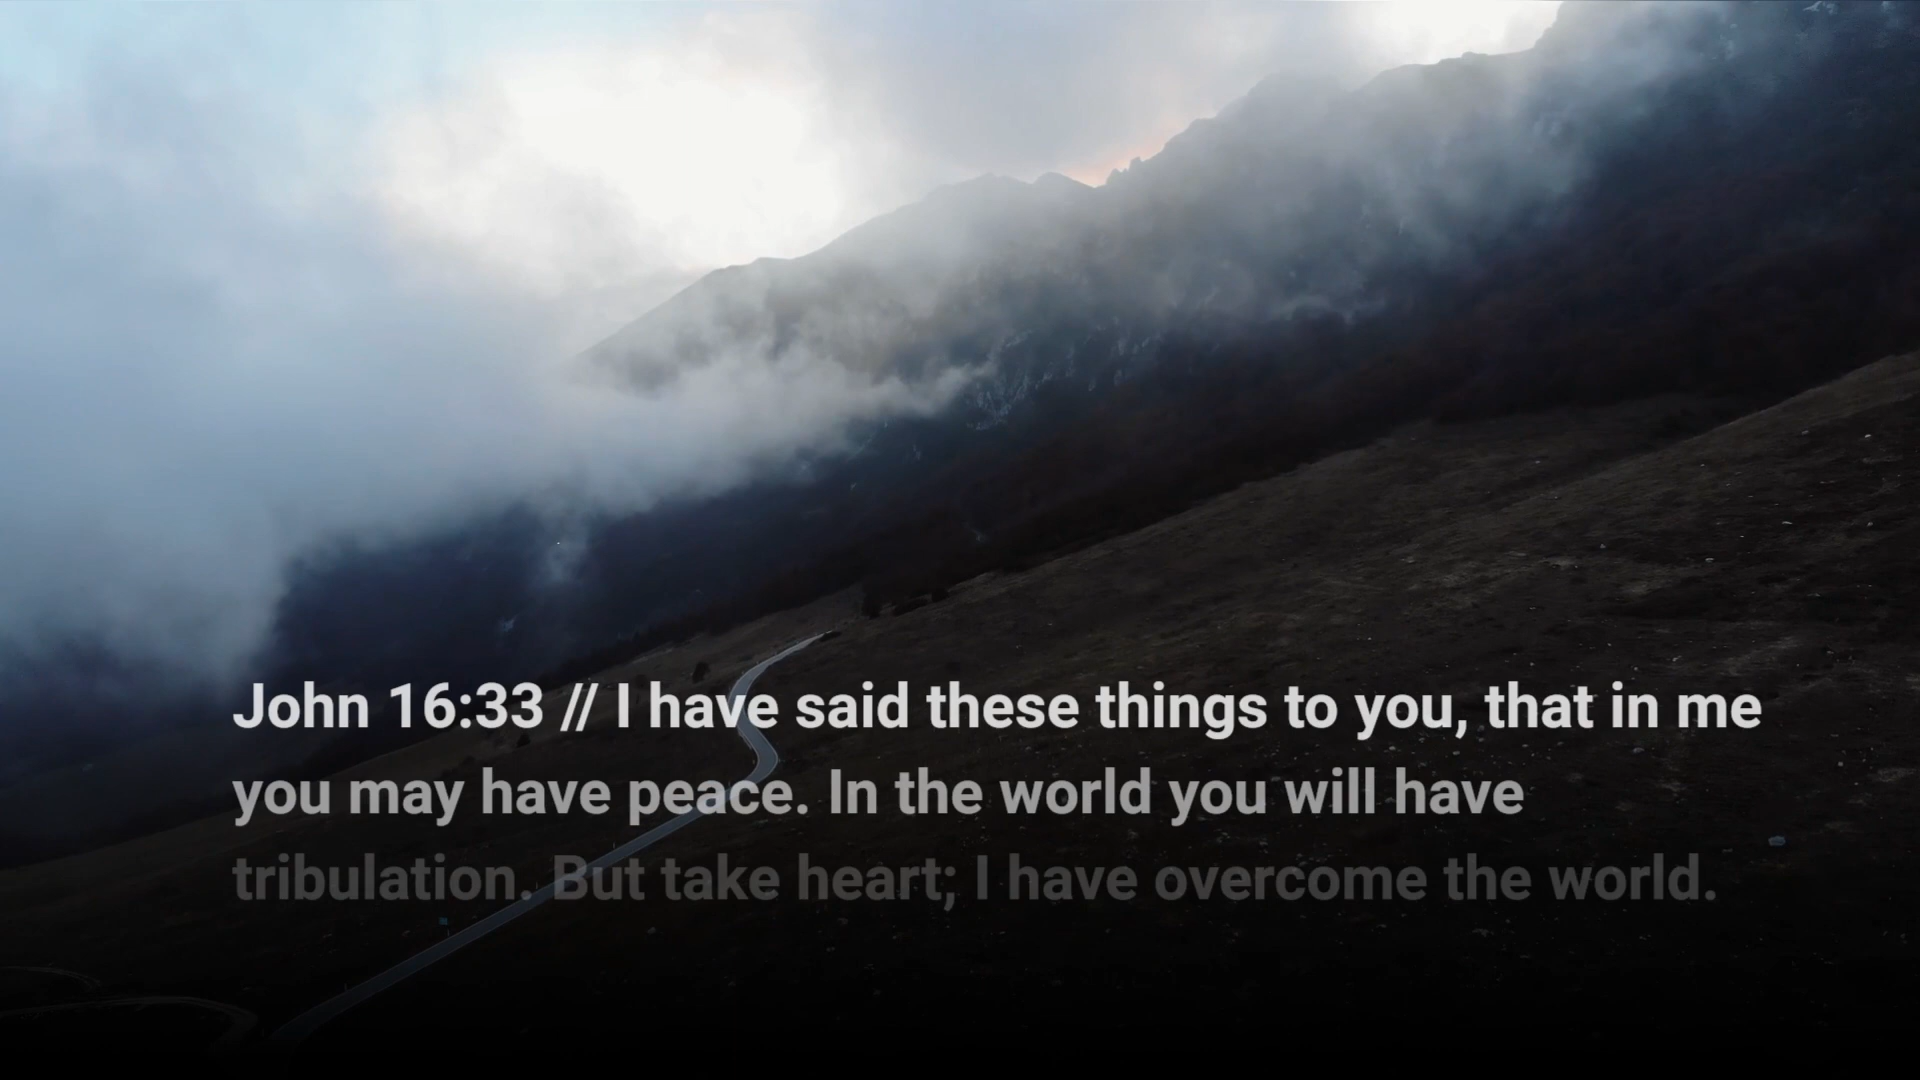 John 16:33 // I have said these things to you, that in me
you may have peace. In the world you will have
tribulation. But take heart; I have overcome the world.